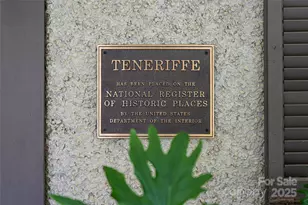 TENERIFFE
HAS BEEN PLACED ON THE
NATIONAL REGISTER
OF HISTORIC PLACES
BY THE UNITED STATES
DEPARTMENT OF THE INTERIOR
For Sale
2025